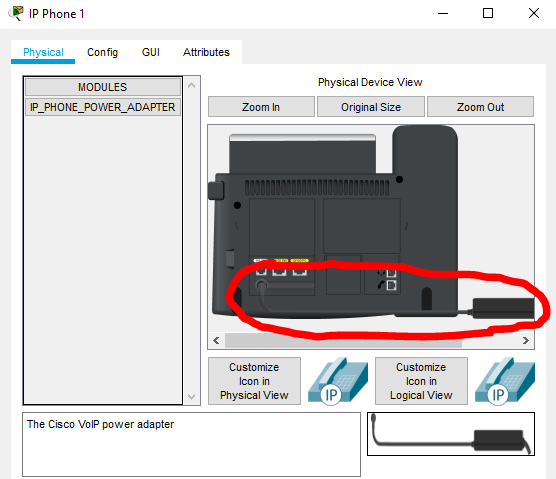 IP Phone 1
Physical
Config
GUI
Attributes
MODULES
IP_PHONE_POWER_ADAPTER
Physical Device View
Zoom In
Original Size
Zoom Out
Customize
Icon in
Physical View
IP
Customize
Icon in
Logical View
IP
The Cisco VoIP power adapter